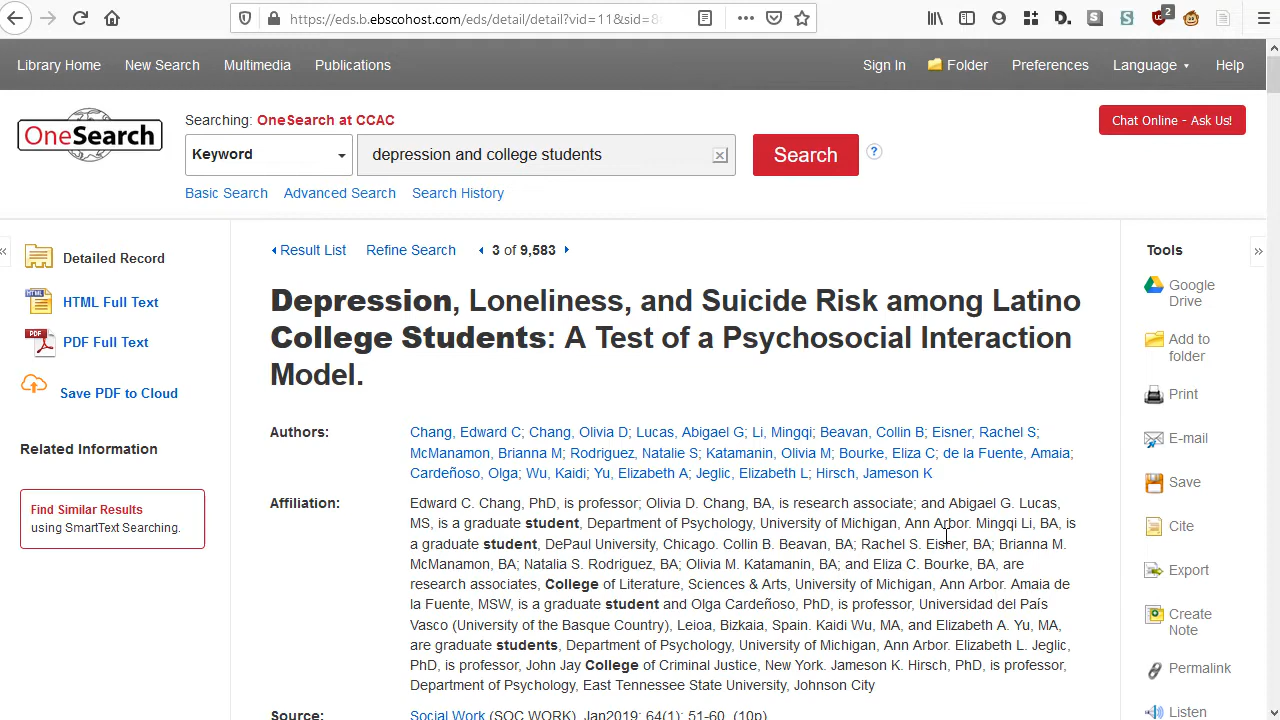 https://eds.b.ebscohost.com/eds/detail/detail?vid=11&sid=8
2
Library Home New Search Multimedia Publications Sign In Folder Preferences Language Help
OneSearch
Searching: OneSearch at CCAC
Chat Online - Ask Us!
Keyword depression and college students Search ?
Basic Search Advanced Search Search History
Detailed Record
HTML Full Text
PDF Full Text
Save PDF to Cloud
Related Information
Find Similar Results
using SmartText Searching.
Result List Refine Search 3 of 9,583
Depression, Loneliness, and Suicide Risk among Latino
College Students: A Test of a Psychosocial Interaction
Model.
Authors: Chang, Edward C; Chang, Olivia D; Lucas, Abigael G; Li, Mingqi; Beavan, Collin B; Eisner, Rachel S;
McManamon, Brianna M; Rodriguez, Natalie S; Katamanin, Olivia M; Bourke, Eliza C; de la Fuente, Amaia;
Cardeñoso, Olga; Wu, Kaidi; Yu, Elizabeth A; Jeglic, Elizabeth L; Hirsch, Jameson K
Affiliation: Edward C. Chang, PhD, is professor; Olivia D. Chang, BA, is research associate; and Abigael G. Lucas,
MS, is a graduate student, Department of Psychology, University of Michigan, Ann Arbor. Mingqi Li, BA, is
a graduate student, DePaul University, Chicago. Collin B. Beavan, BA; Rachel S. Eisner, BA; Brianna M.
McManamon, BA; Natalia S. Rodriguez, BA; Olivia M. Katamanin, BA; and Eliza C. Bourke, BA, are
research associates, College of Literature, Sciences & Arts, University of Michigan, Ann Arbor. Amaia de
la Fuente, MSW, is a graduate student and Olga Cardeñoso, PhD, is professor, Universidad del País
Vasco (University of the Basque Country), Leioa, Bizkaia, Spain. Kaidi Wu, MA, and Elizabeth A. Yu, MA,
are graduate students, Department of Psychology, University of Michigan, Ann Arbor. Elizabeth L. Jeglic,
PhD, is professor, John Jay College of Criminal Justice, New York. Jameson K. Hirsch, PhD, is professor,
Department of Psychology, East Tennessee State University, Johnson City
Source: Social Work (SOC WORK), Jan2019; 64(1): 51-60. (10p)
Tools
Google
Drive
Add to
folder
Print
E-mail
Save
Cite
Export
Create
Note
Permalink
Listen